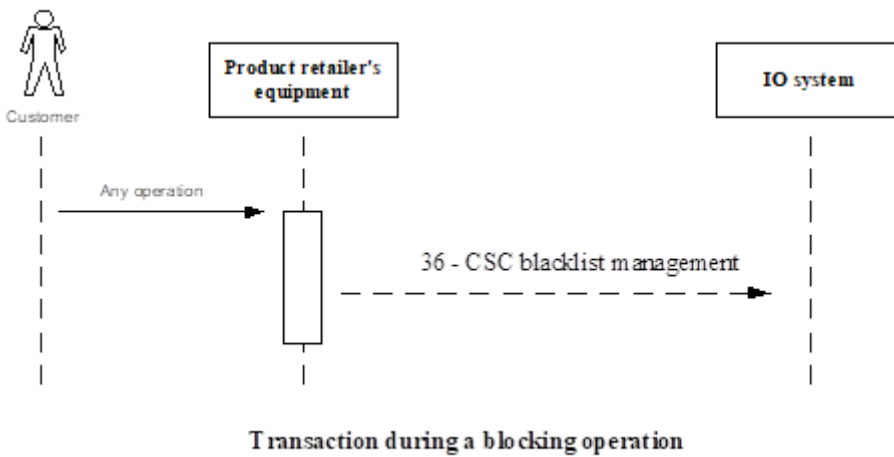 Product retailer's
equipment
IO system
Customer
Any operation
36 - CSC blacklist management
Transaction during a blocking operation